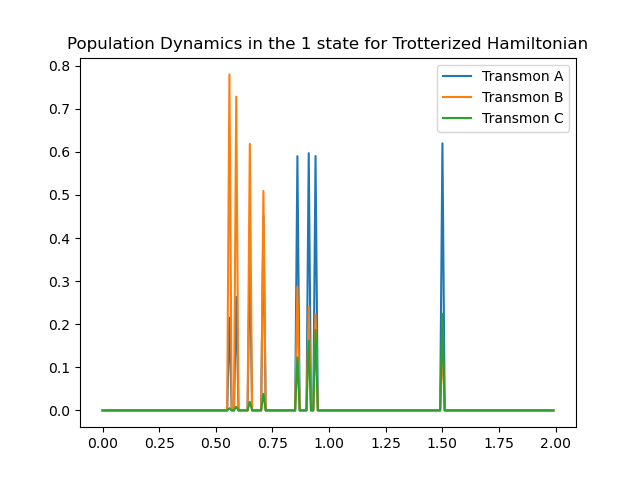 Population Dynamics in the 1 state for Trotterized Hamiltonian
Transmon A
Transmon B
Transmon C
0.8
0.7
0.6
0.5
0.4
0.3
0.2
0.1
0.0
0.00 0.25 0.50 0.75 1.00 1.25 1.50 1.75 2.00